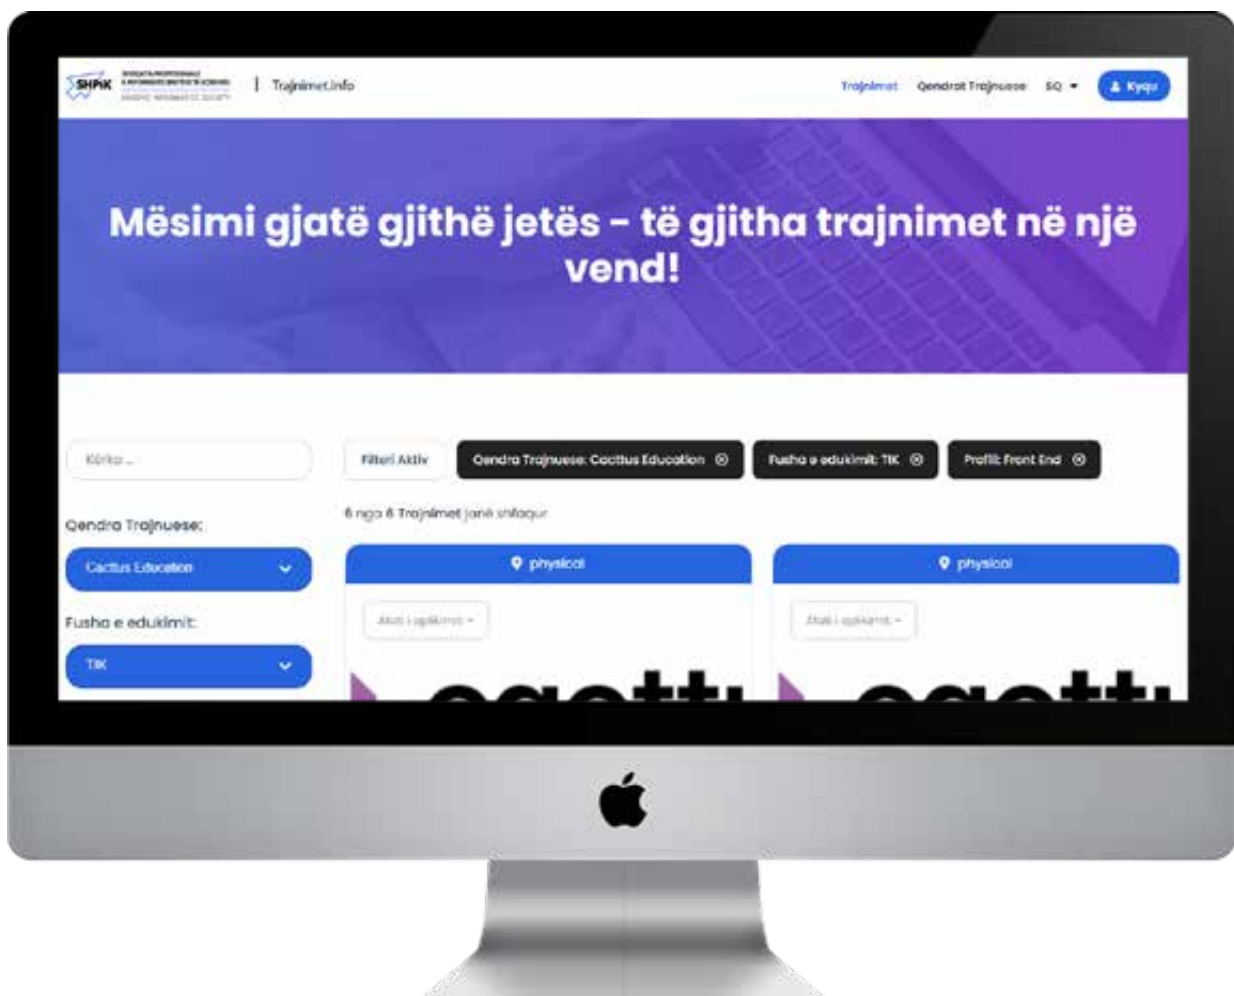 SHPIK
| Trajnimet.info
Trajnimet Qendrat Trajnuese SQ Kyqu
Mësimi gjatë gjithë jetës – të gjitha trajnimet në një
vend!
Kërko ...
Filteri Aktiv Qendra Trajnuese: Cacttus Education Fusha e edukimit: TIK Profili: Front End
6 nga 6 Trajnimet janë shfaqur
Qendra Trajnuese:
Cacttus Education
physical physical
Fusha e edukimit:
TIK